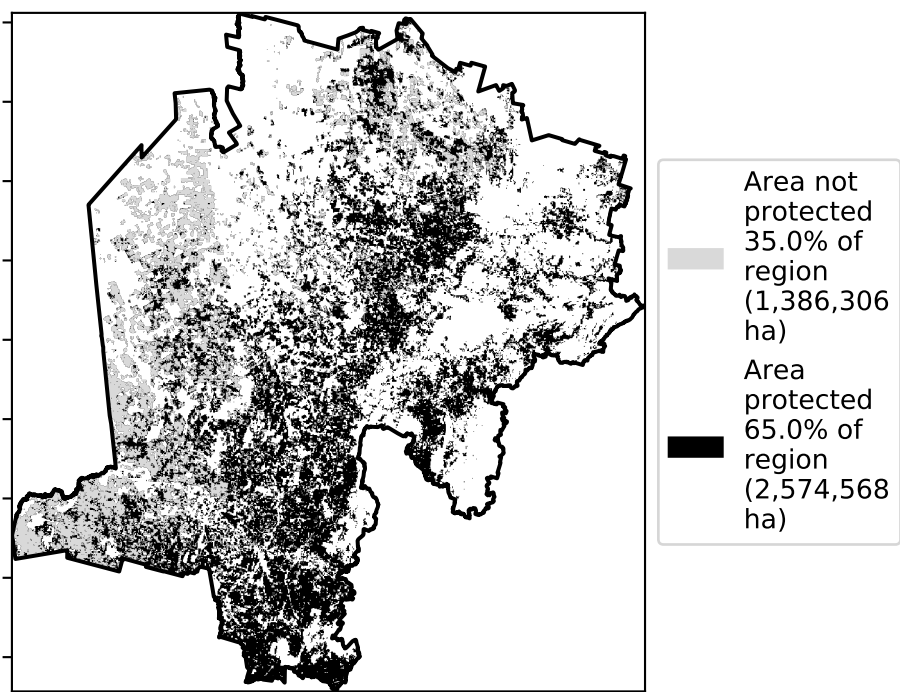 Area not
protected
35.0% of
region
(1,386,306
ha)
Area
protected
65.0% of
region
(2,574,568
ha)